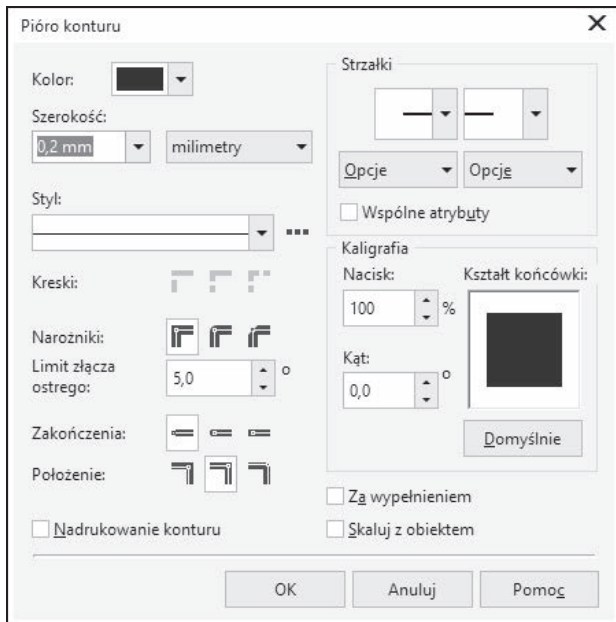 Pióro konturu
Kolor:
Szerokość:
0,2 mm
milimetry
Styl:
Kreski:
Narożniki:
Limit złącza
ostrego:
5,0
°
Zakończenia:
Położenie:
Nadrukowanie konturu
Strzałki
Opcje
Opcje
Wspólne atrybuty
Kaligrafia
Nacisk:
Kształt końcówki:
100
%
Kąt:
0,0
°
Domyślnie
Za wypełnieniem
Skaluj z obiektem
OK
Anuluj
Pomoc